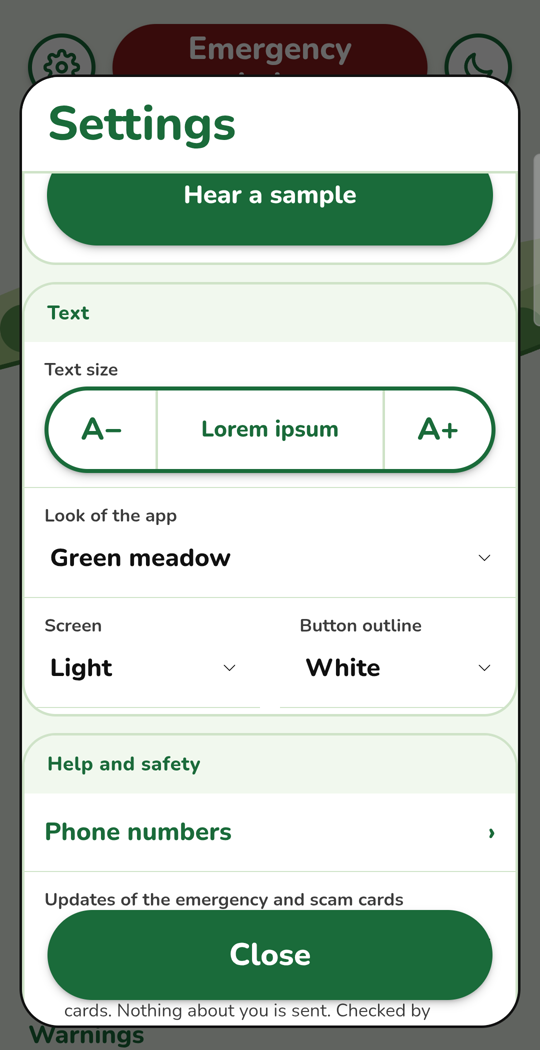 Emergency
Settings
Hear a sample
Text
Text size
A− Lorem ipsum A+
Look of the app
Green meadow
Screen Button outline
Light White
Help and safety
Phone numbers ›
Updates of the emergency and scam cards
Close
cards. Nothing about you is sent. Checked by
Warnings